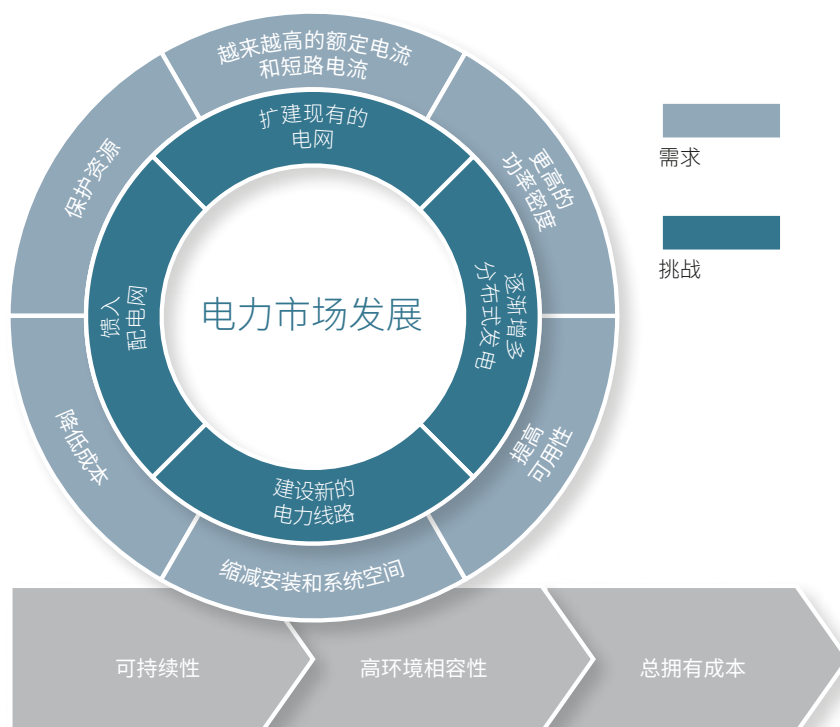 越来越高的额定电流
和短路电流
更高的
功率密度
提高
可用性
缩减安装和系统空间
降低成本
保护资源
扩建现有的
电网
逐渐增多
分布式发电
建设新的
电力线路
馈入
配电网
电力市场发展
需求
挑战
可持续性
高环境相容性
总拥有成本